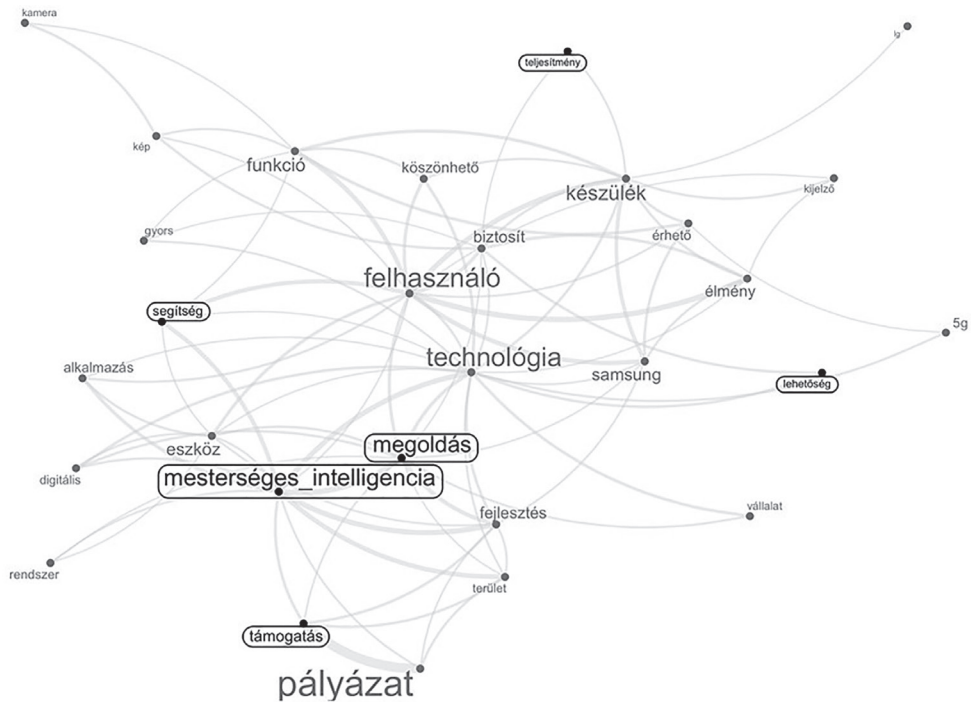 kamera
lg
teljesítmény
kép
funkció
köszönhető
készülék
kijelző
gyors
biztosít
érhető
felhasználó
élmény
segítség
5g
technológia
alkalmazás
samsung
lehetőség
megoldás
eszköz
digitális
mesterséges_intelligencia
vállalat
fejlesztés
rendszer
terület
támogatás
pályázat